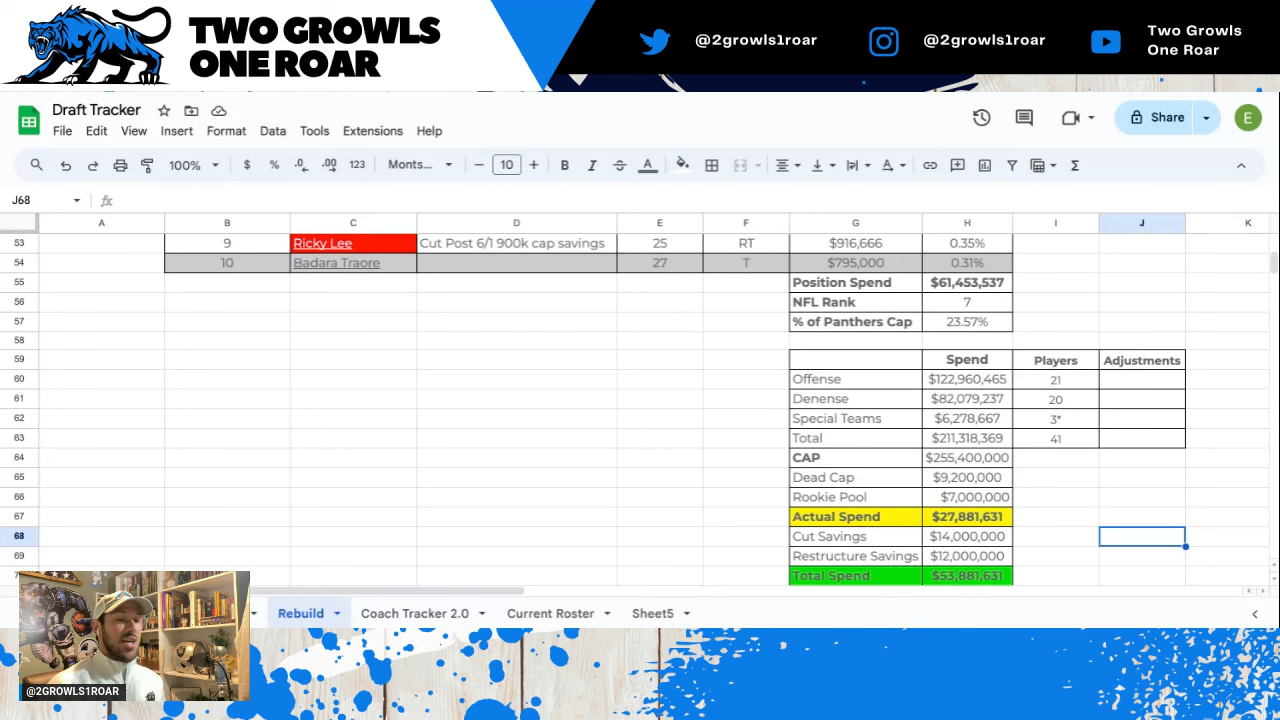 TWO GROWLS
ONE ROAR
@2growls1roar
@2growls1roar
Two Growls
One Roar
Draft Tracker
File Edit View Insert Format Data Tools Extensions Help
Share
E
100% $ % .0 .00 123 Monts... 10 B I A Σ
J68 fx
A B C D E F G H I J K
53 9 Ricky Lee Cut Post 6/1 900k cap savings 25 RT $916,666 0.35%
54 10 Badara Traore 27 T $795,000 0.31%
55 Position Spend $61,453,537
56 NFL Rank 7
57 % of Panthers Cap 23.57%
58
59 Spend Players Adjustments
60 Offense $122,960,465 21
61 Denense $82,079,237 20
62 Special Teams $6,278,667 3*
63 Total $211,318,369 41
64 CAP $255,400,000
65 Dead Cap $9,200,000
66 Rookie Pool $7,000,000
67 Actual Spend $27,881,631
68 Cut Savings $14,000,000
69 Restructure Savings $12,000,000
Total Spend $53,881,631
Rebuild Coach Tracker 2.0 Current Roster Sheet5
@2GROWLS1ROAR